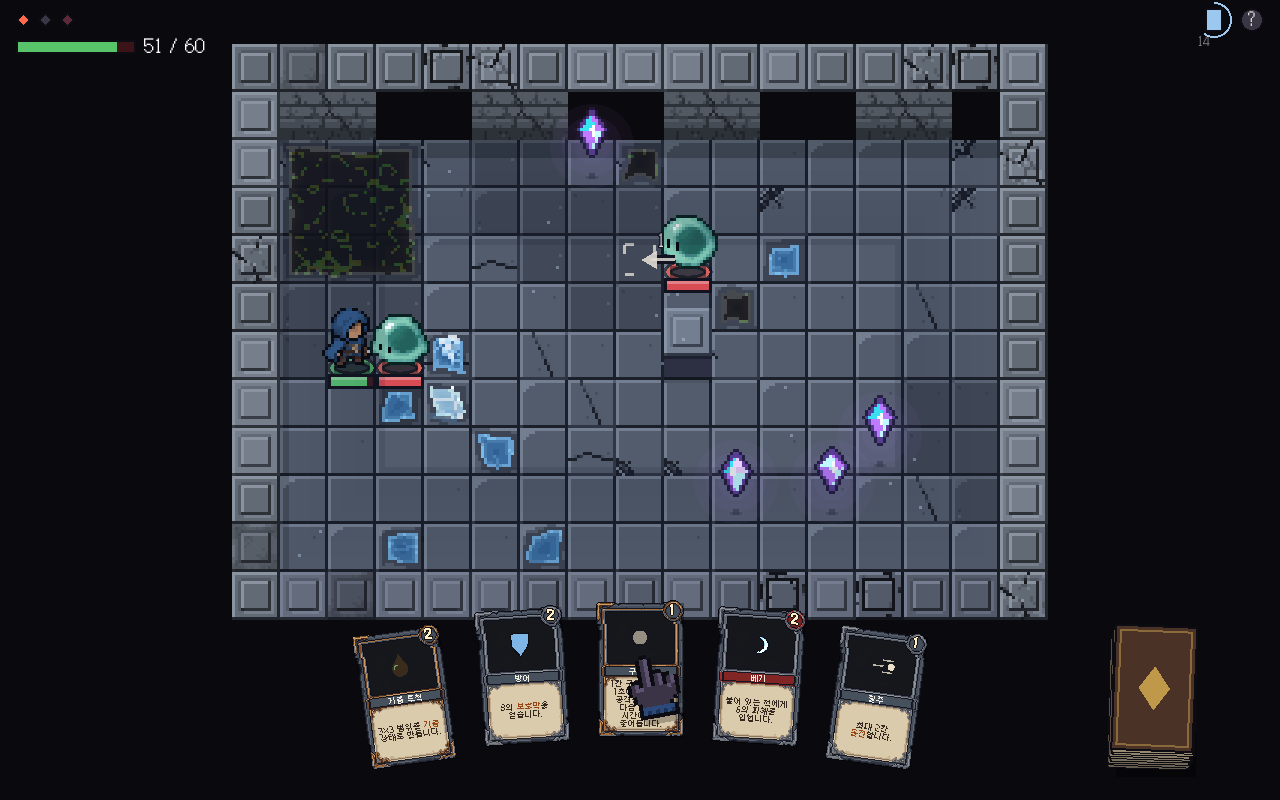 51 / 60
?
14
1
2
기름 투척
3X3 범위를 기름
상태로 만듭니다.
2
방어
8의 보호막을
얻습니다.
1
2
베기
붙어 있는 적에게
6의 피해를
입힙니다.
1
질주
최대 2칸
돌진합니다.